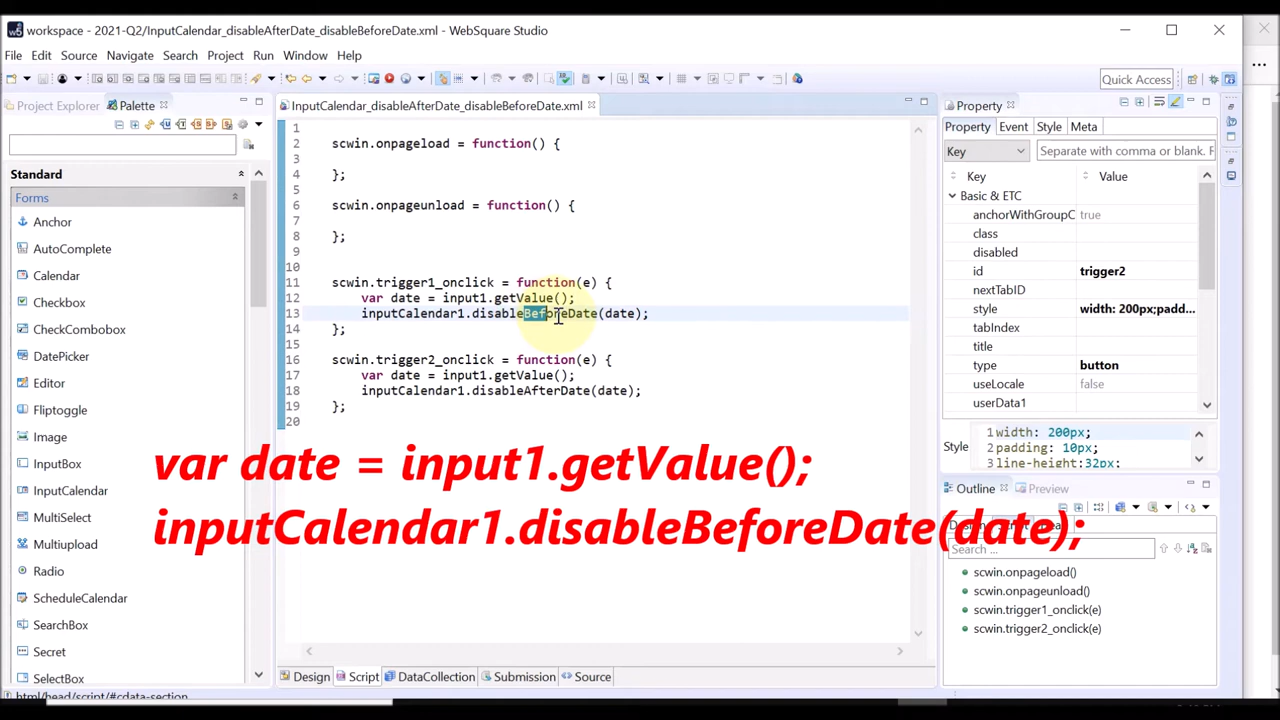 workspace - 2021-Q2/InputCalendar_disableAfterDate_disableBeforeDate.xml - WebSquare Studio
File Edit Source Navigate Search Project Run Window Help
Quick Access
Project Explorer Palette
InputCalendar_disableAfterDate_disableBeforeDate.xml
Property
Standard
Forms
Anchor
AutoComplete
Calendar
Checkbox
CheckCombobox
DatePicker
Editor
Fliptoggle
Image
InputBox
InputCalendar
MultiSelect
Multiupload
Radio
ScheduleCalendar
SearchBox
Secret
SelectBox
1
2 scwin.onpageload = function() {
3
4 };
5
6 scwin.onpageunload = function() {
7
8 };
9
10
11 scwin.trigger1_onclick = function(e) {
12 var date = input1.getValue();
13 inputCalendar1.disableBeforeDate(date);
14 };
15
16 scwin.trigger2_onclick = function(e) {
17 var date = input1.getValue();
18 inputCalendar1.disableAfterDate(date);
19 };
20
var date = input1.getValue();
inputCalendar1.disableBeforeDate(date);
Design Script DataCollection Submission Source
html/head/script/#cdata-section
Property Event Style Meta
Key Separate with comma or blank. F
Key Value
Basic & ETC
anchorWithGroupC true
class
disabled
id trigger2
nextTabID
style width: 200px;padd...
tabIndex
title
type button
useLocale false
userData1
Style
1 width: 200px;
2 padding: 10px;
3 line-height:32px;
Outline Preview
Search ...
scwin.onpageload()
scwin.onpageunload()
scwin.trigger1_onclick(e)
scwin.trigger2_onclick(e)